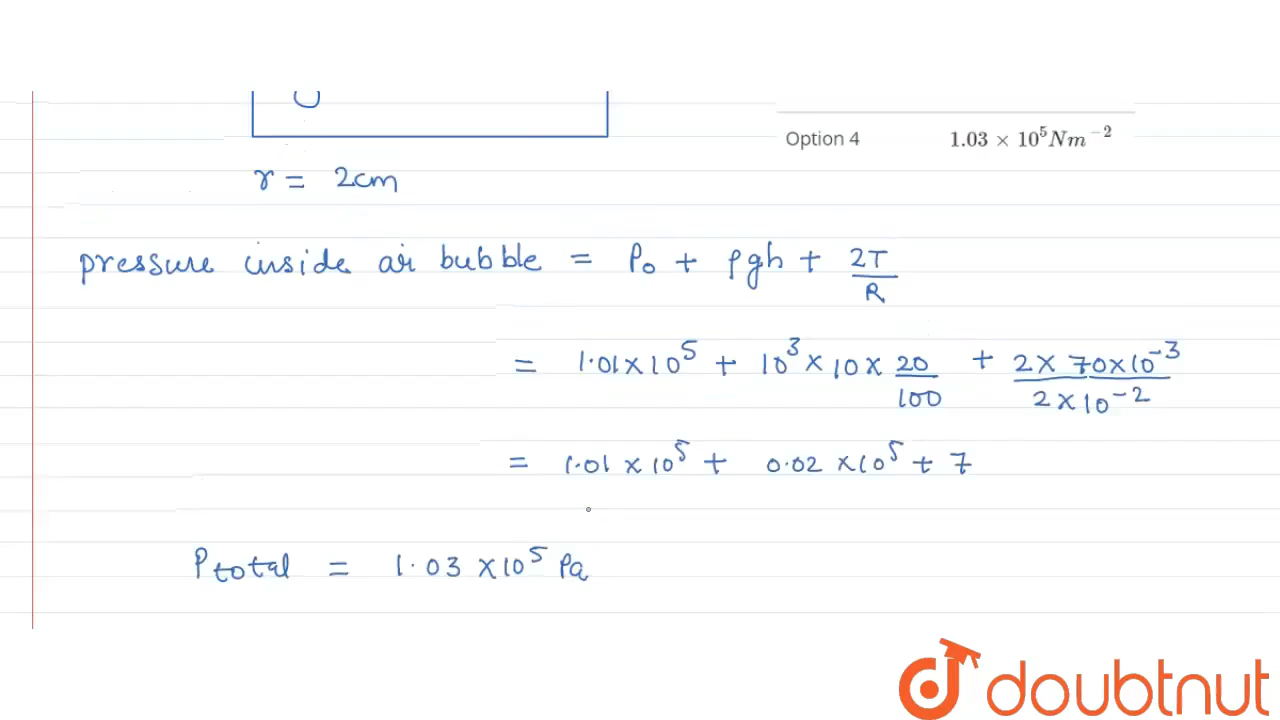 Option 4 1.03 × 10⁵Nm⁻²
r = 2cm
pressure inside air bubble = P₀ + ρgh + 2T/R
= 1.01×10⁵ + 10³ × 10 × 20/100 + 2 × 70×10⁻³/2×10⁻²
= 1.01 ×10⁵ + 0.02 ×10⁵ + 7
Ptotal = 1.03 ×10⁵ Pa
doubtnut